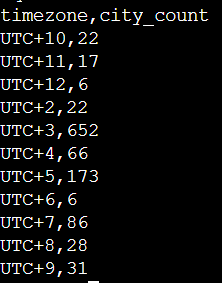 timezone,city_count
UTC+10,22
UTC+11,17
UTC+12,6
UTC+2,22
UTC+3,652
UTC+4,66
UTC+5,173
UTC+6,6
UTC+7,86
UTC+8,28
UTC+9,31